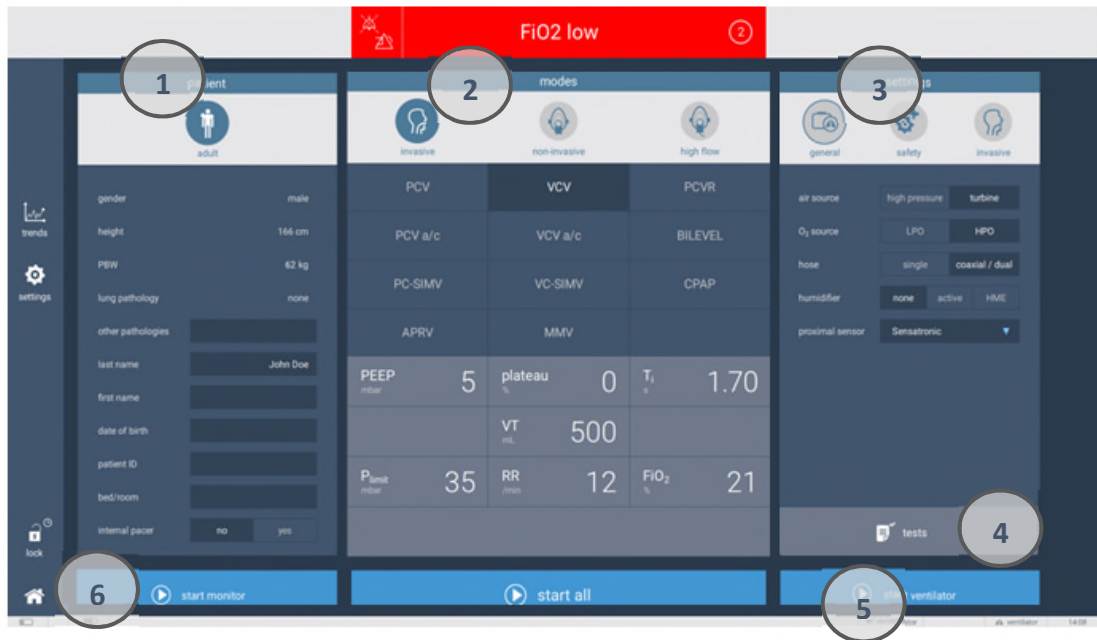 FiO2 low 2
1 patient
adult
gender male
height 166 cm
PBW 62 kg
lung pathology none
other pathologies
last name John Doe
first name
date of birth
patient ID
bed/room
internal pacer no yes
6 start monitor
2 modes
invasive non-invasive high flow
PCV VCV PCVR
PCV a/c VCV a/c BILEVEL
PC-SIMV VC-SIMV CPAP
APRV MMV
PEEP mbar 5 plateau % 0 Ti s 1.70
VT mL 500
Plimit mbar 35 RR /min 12 FiO2 % 21
start all
3 settings
general safety invasive
air source high pressure turbine
O2 source LPO HPO
hose single coaxial / dual
humidifier none active HME
proximal sensor Sensatronic
tests 4
5 start ventilator
trends
settings
lock
ventilator 14:08